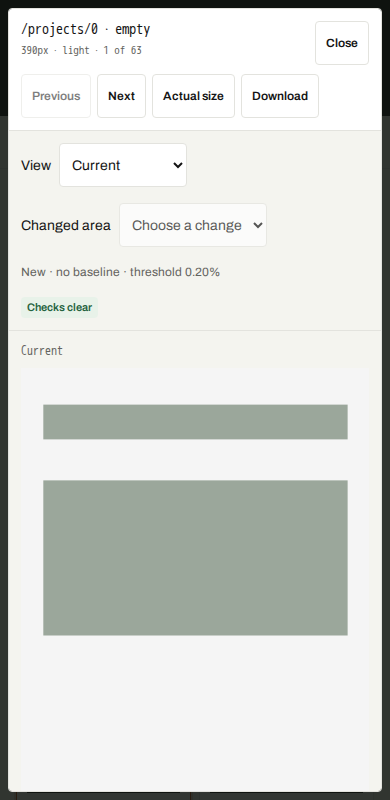 /projects/0 · empty
390px · light · 1 of 63
Close
Previous
Next
Actual size
Download
View
Current
Changed area
Choose a change
New · no baseline · threshold 0.20%
Checks clear
Current